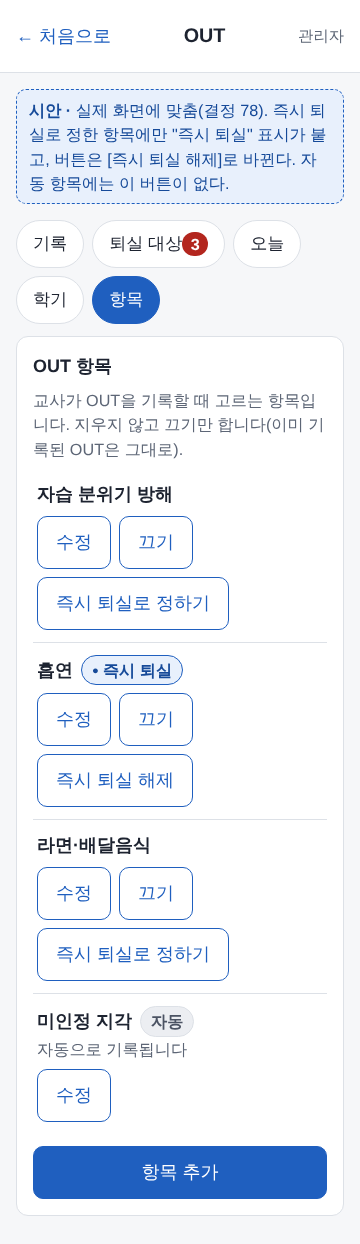 ← 처음으로 OUT 관리자
시안 · 실제 화면에 맞춤(결정 78). 즉시 퇴
실로 정한 항목에만 "즉시 퇴실" 표시가 붙
고, 버튼은 [즉시 퇴실 해제]로 바뀐다. 자
동 항목에는 이 버튼이 없다.
기록 퇴실 대상 3 오늘
학기 항목
OUT 항목
교사가 OUT을 기록할 때 고르는 항목입
니다. 지우지 않고 끄기만 합니다(이미 기
록된 OUT은 그대로).
자습 분위기 방해
수정 끄기
즉시 퇴실로 정하기
흡연 • 즉시 퇴실
수정 끄기
즉시 퇴실 해제
라면·배달음식
수정 끄기
즉시 퇴실로 정하기
미인정 지각 자동
자동으로 기록됩니다
수정
항목 추가